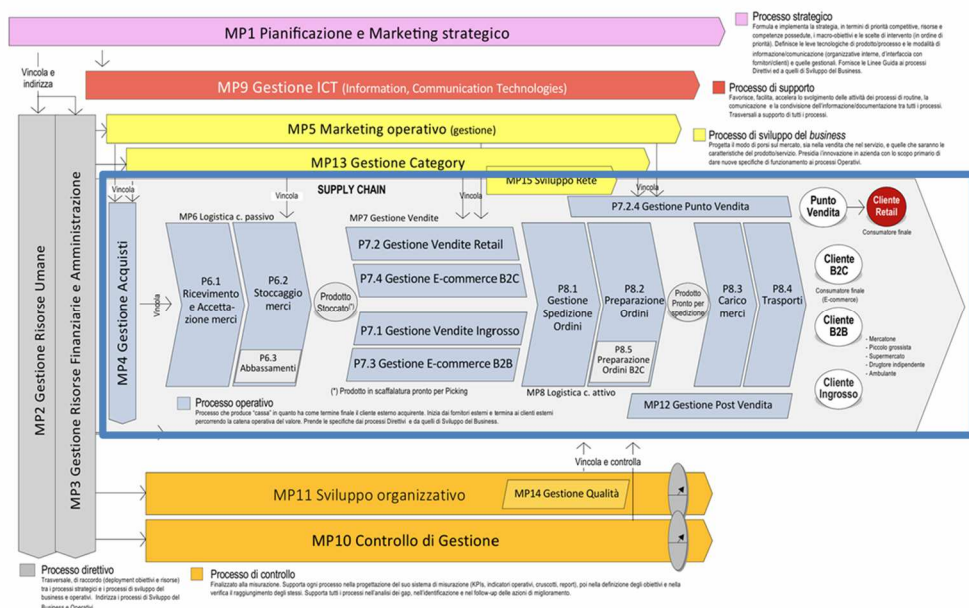 Processo strategico
Formula e implementa la strategia, in termini di priorità competitive, risorse e
competenze possedute, i macro-obiettivi e le scelte di intervento (in ordine di
priorità). Definisce le leve tecnologiche di prodotto/processo e le modalità di
informazione/comunicazione (organizzative interne, d'interfaccia con
fornitori/clienti) e quelle gestionali. Fornisce le Linee Guida ai processi
Direttivi ed a quelli di Sviluppo del Business.
MP1 Pianificazione e Marketing strategico
Vincola e
indirizza
MP9 Gestione ICT (Information, Communication Technologies)
Processo di supporto
Favorisce, facilita, accelera lo svolgimento delle attività dei processi di routine, la
comunicazione e la condivisione dell'informazione/documentazione tra tutti i processi.
Trasversali a supporto di tutti i processi.
MP5 Marketing operativo (gestione)
Processo di sviluppo del business
Progetta il modo di porsi sul mercato, sia nella vendita che nel servizio, e quelle che saranno le
caratteristiche del prodotto/servizio. Presidia l'innovazione in azienda con lo scopo primario di
dare nuove specifiche di funzionamento ai processi Operativi.
MP13 Gestione Category
MP15 Sviluppo Rete
Vincola
SUPPLY CHAIN
Vincola
Vincola
Vincola
MP2 Gestione Risorse Umane
MP3 Gestione Risorse Finanziarie e Amministrazione
MP4 Gestione Acquisti
Vincola
MP6 Logistica c. passivo
P6.1
Ricevimento
e Accetta-
zione merci
P6.2
Stoccaggio
merci
P6.3
Abbassamenti
Prodotto
Stoccato(*)
MP7 Gestione Vendite
P7.2 Gestione Vendite Retail
P7.4 Gestione E-commerce B2C
P7.1 Gestione Vendite Ingrosso
P7.3 Gestione E-commerce B2B
(*) Prodotto in scaffalatura pronto per Picking
P7.2.4 Gestione Punto Vendita
P8.1
Gestione
Spedizione
Ordini
P8.2
Preparazione
Ordini
P8.5
Preparazione
Ordini B2C
MP8 Logistica c. attivo
Prodotto
Pronto per
spedizione
P8.3
Carico
merci
P8.4
Trasporti
MP12 Gestione Post Vendita
Punto
Vendita
Cliente
Retail
Consumatore finale
Cliente
B2C
Consumatore finale
(E-commerce)
Cliente
B2B
- Mercatone
- Piccolo grossista
- Supermercato
- Drugtore indipendente
- Ambulante
Cliente
Ingrosso
Processo operativo
Processo che produce "cassa" in quanto ha come termine finale il cliente esterno acquirente. Inizia dai fornitori esterni e termina ai clienti esterni
percorrendo la catena operativa del valore. Prende le specifiche dai processi Direttivi e da quelli di Sviluppo del Business.
Vincola e controlla
MP11 Sviluppo organizzativo
MP14 Gestione Qualità
MP10 Controllo di Gestione
Processo direttivo
Trasversale, di raccordo (deployment obiettivi e risorse)
tra i processi strategici e i processi di sviluppo del
business e operativi. Indirizza i processi di Sviluppo del
Business e Operativi.
Processo di controllo
Finalizzato alla misurazione. Supporta ogni processo nella progettazione del suo sistema di misurazione (KPIs, indicatori operativi, cruscotti, report), poi nella definizione degli obiettivi e nella
verifica il raggiungimento degli stessi. Supporta tutti i processi nell'analisi dei gap, nell'identificazione e nel follow-up delle azioni di miglioramento.